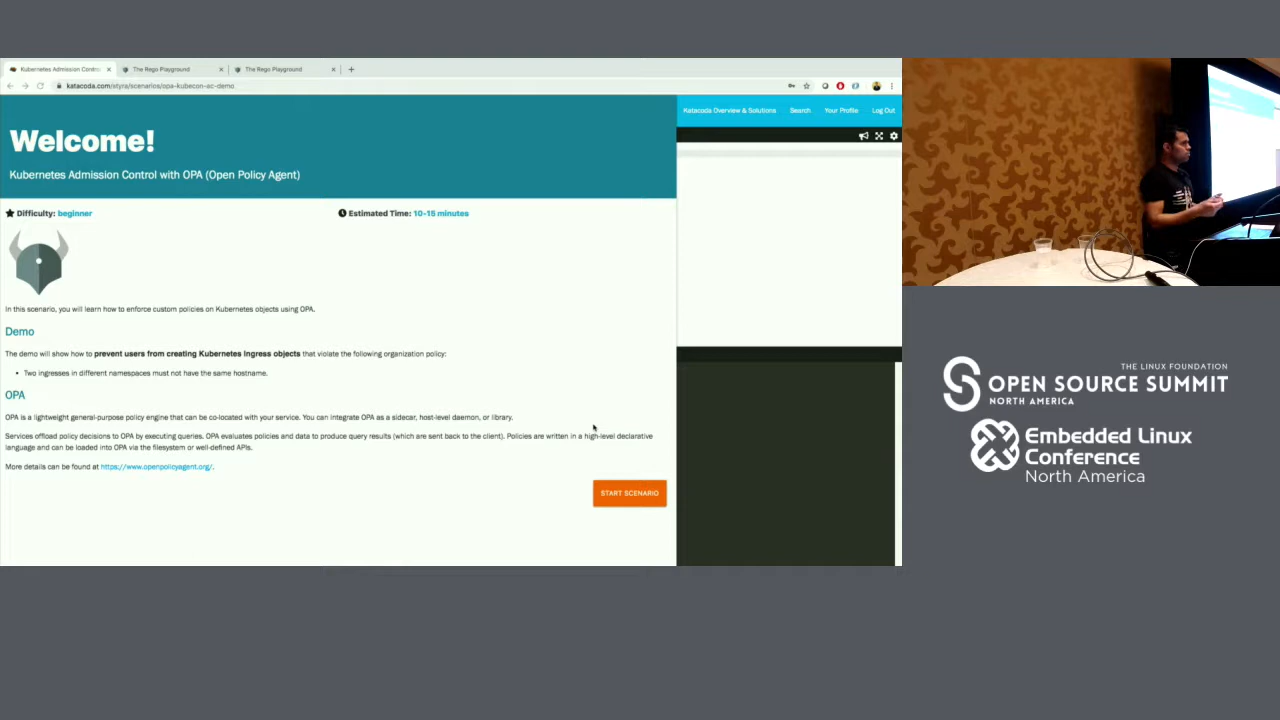 Kubernetes Admission Contro
The Rego Playground
The Rego Playground
katacoda.com/styra/scenarios/opa-kubecon-ac-demo
Katacoda Overview & Solutions
Search
Your Profile
Log Out
Welcome!
Kubernetes Admission Control with OPA (Open Policy Agent)
Difficulty: beginner
Estimated Time: 10-15 minutes
In this scenario, you will learn how to enforce custom policies on Kubernetes objects using OPA.
Demo
The demo will show how to prevent users from creating Kubernetes Ingress objects that violate the following organization policy:
• Two ingresses in different namespaces must not have the same hostname.
OPA
OPA is a lightweight general-purpose policy engine that can be co-located with your service. You can integrate OPA as a sidecar, host-level daemon, or library.
Services offload policy decisions to OPA by executing queries. OPA evaluates policies and data to produce query results (which are sent back to the client). Policies are written in a high-level declarative
language and can be loaded into OPA via the filesystem or well-defined APIs.
More details can be found at https://www.openpolicyagent.org/.
START SCENARIO
THE LINUX FOUNDATION
OPEN SOURCE SUMMIT
NORTH AMERICA
Embedded Linux
Conference
North America